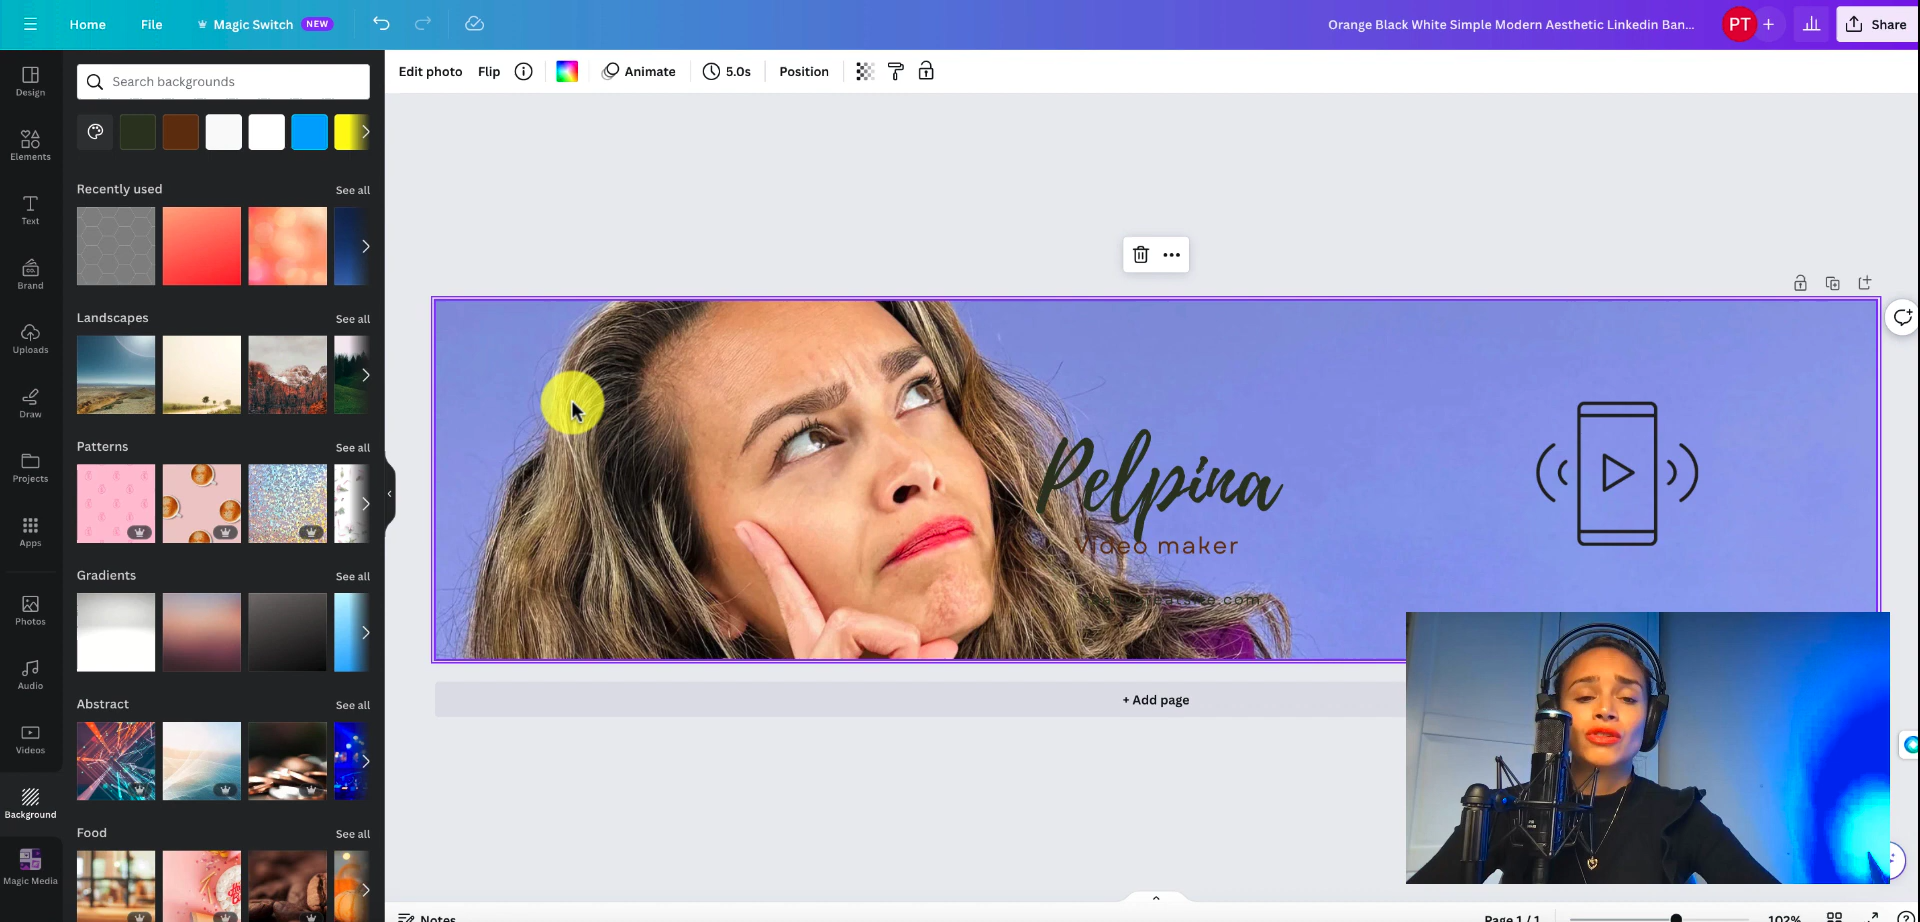 Home File Magic Switch NEW Orange Black White Simple Modern Aesthetic Linkedin Ban... PT + Share
Design
Elements
Text
Brand
CO.
Uploads
Draw
Projects
Apps
Photos
Audio
Videos
Background
Magic Media
Search backgrounds
Recently used See all
Landscapes See all
Patterns See all
Gradients See all
Abstract See all
Food See all
Edit photo Flip Animate 5.0s Position
Pelpina
Video maker
+ Add page
Notes Page 1 / 1 102%